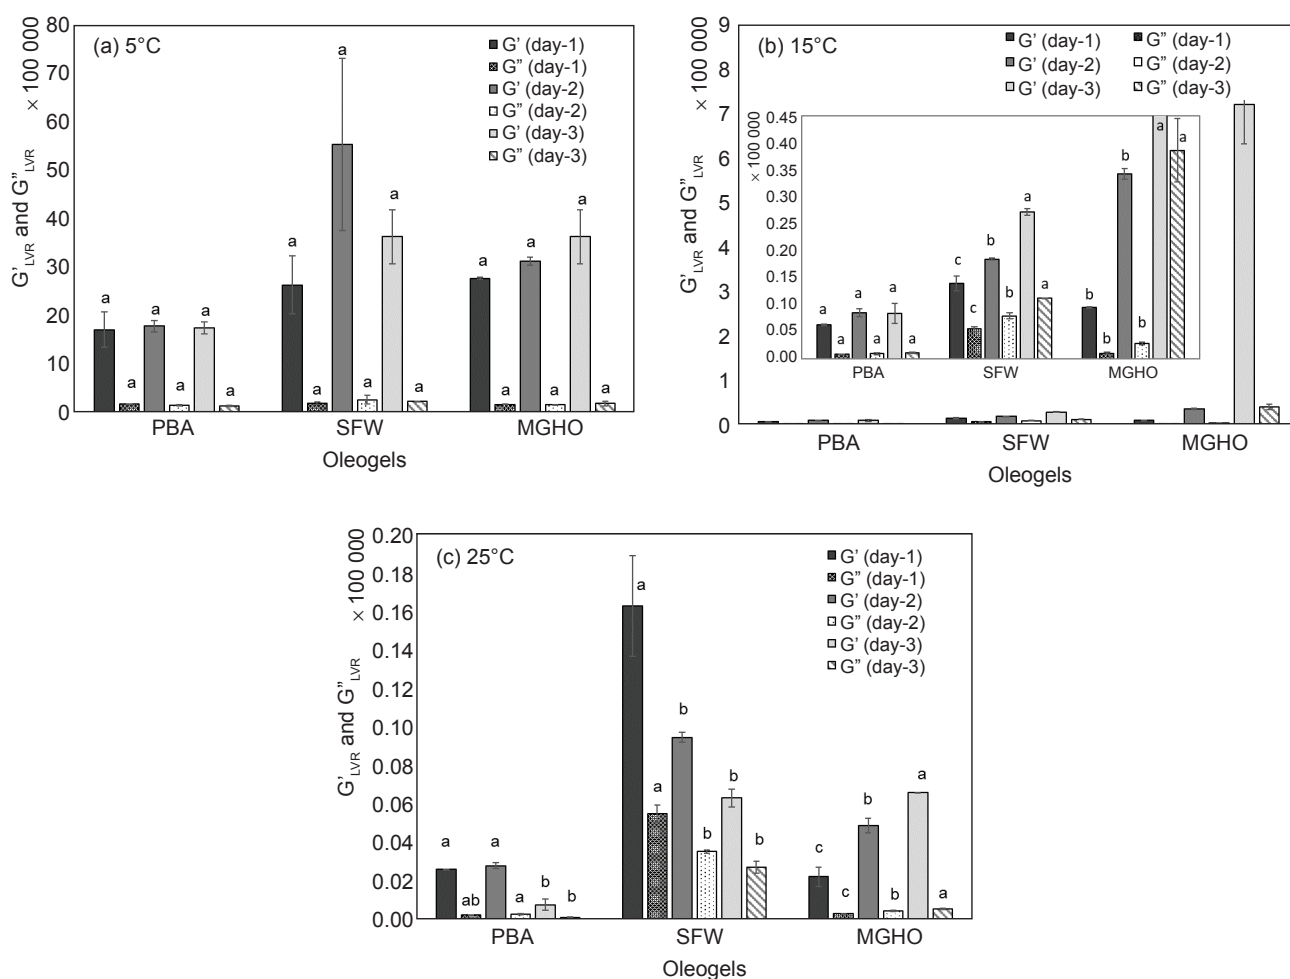 (a) 5°C
G'LVR and G"LVR × 100 000
80
70
60
50
40
30
20
10
0
G' (day-1)
G" (day-1)
G' (day-2)
G" (day-2)
G' (day-3)
G" (day-3)
a a a a a a
a a a a a a
a a a a a a
PBA SFW MGHO
Oleogels
(b) 15°C
G'LVR and G"LVR × 100 000
9
8
7
6
5
4
3
2
1
0
G' (day-1) G" (day-1)
G' (day-2) G" (day-2)
G' (day-3) G" (day-3)
× 100 000
0.45
0.40
0.35
0.30
0.25
0.20
0.15
0.10
0.05
0.00
a a a a a a
c c b b a a
b b b b a a
PBA SFW MGHO
PBA SFW MGHO
Oleogels
(c) 25°C
G'LVR and G"LVR × 100 000
0.20
0.18
0.16
0.14
0.12
0.10
0.08
0.06
0.04
0.02
0.00
G' (day-1)
G" (day-1)
G' (day-2)
G" (day-2)
G' (day-3)
G" (day-3)
a ab a a b b
a a b b b b
c c b b a a
PBA SFW MGHO
Oleogels